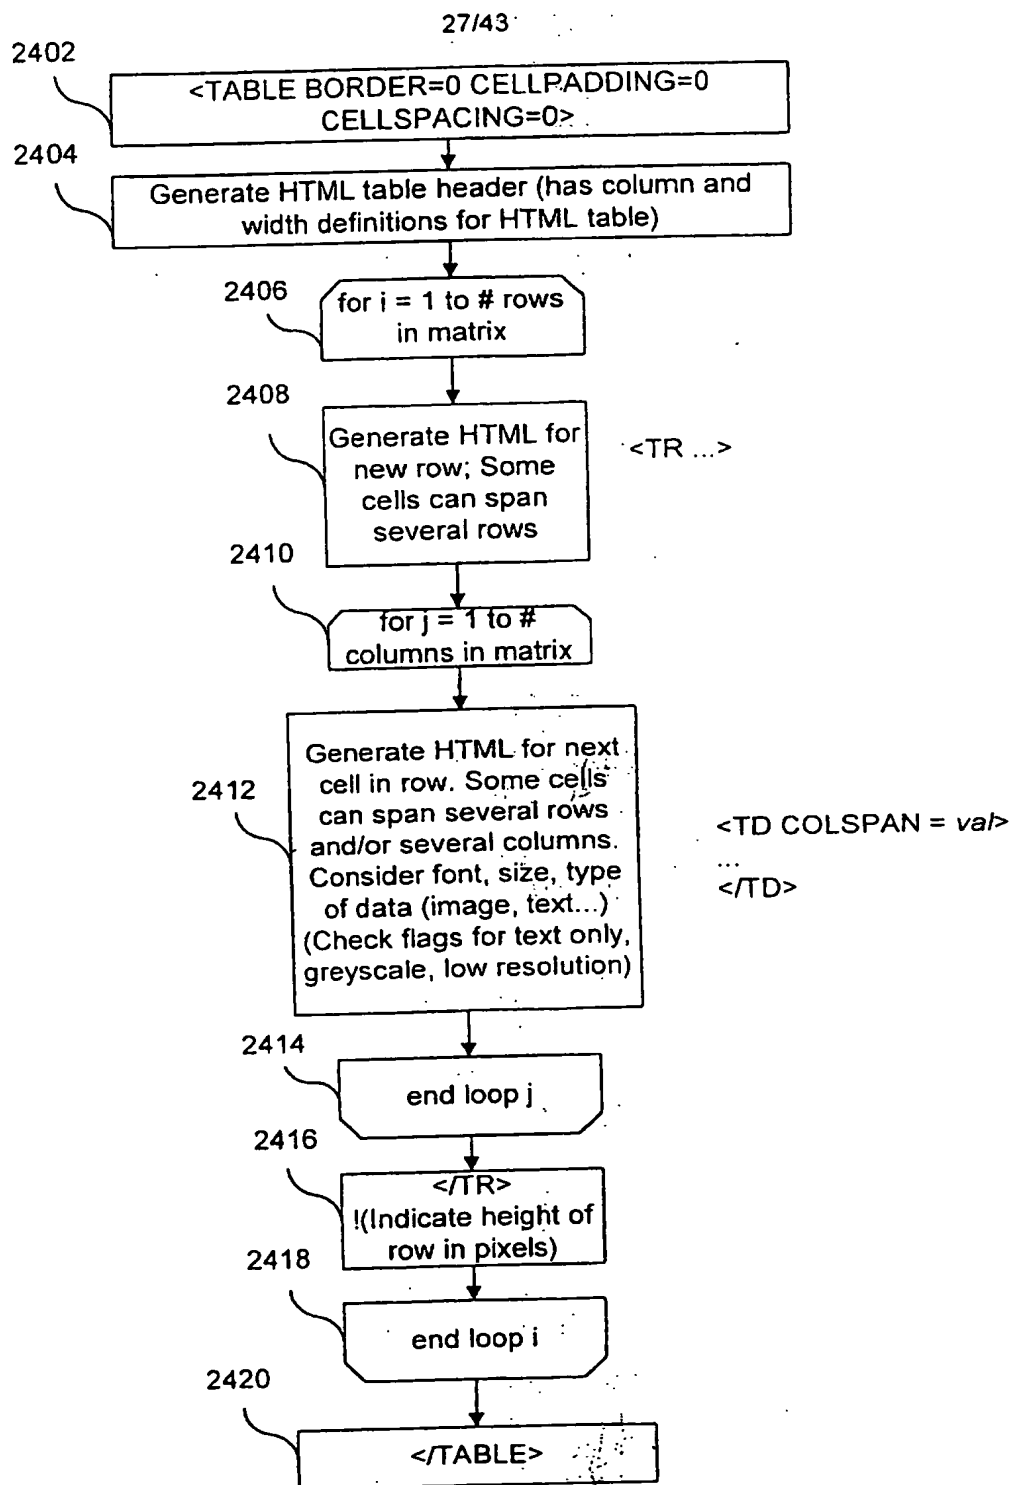 27/43
2402
<TABLE BORDER=0 CELLPADDING=0
CELLSPACING=0>
2404
Generate HTML table header (has column and
width definitions for HTML table)
2406
for i = 1 to # rows
in matrix
2408
Generate HTML for
new row; Some
cells can span
several rows
<TR ...>
2410
for j = 1 to #
columns in matrix
2412
Generate HTML for next
cell in row. Some cells
can span several rows
and/or several columns.
Consider font, size, type
of data (image, text...)
(Check flags for text only,
greyscale, low resolution)
<TD COLSPAN = val>
...
</TD>
2414
end loop j
2416
</TR>
!(Indicate height of
row in pixels)
2418
end loop i
2420
</TABLE>